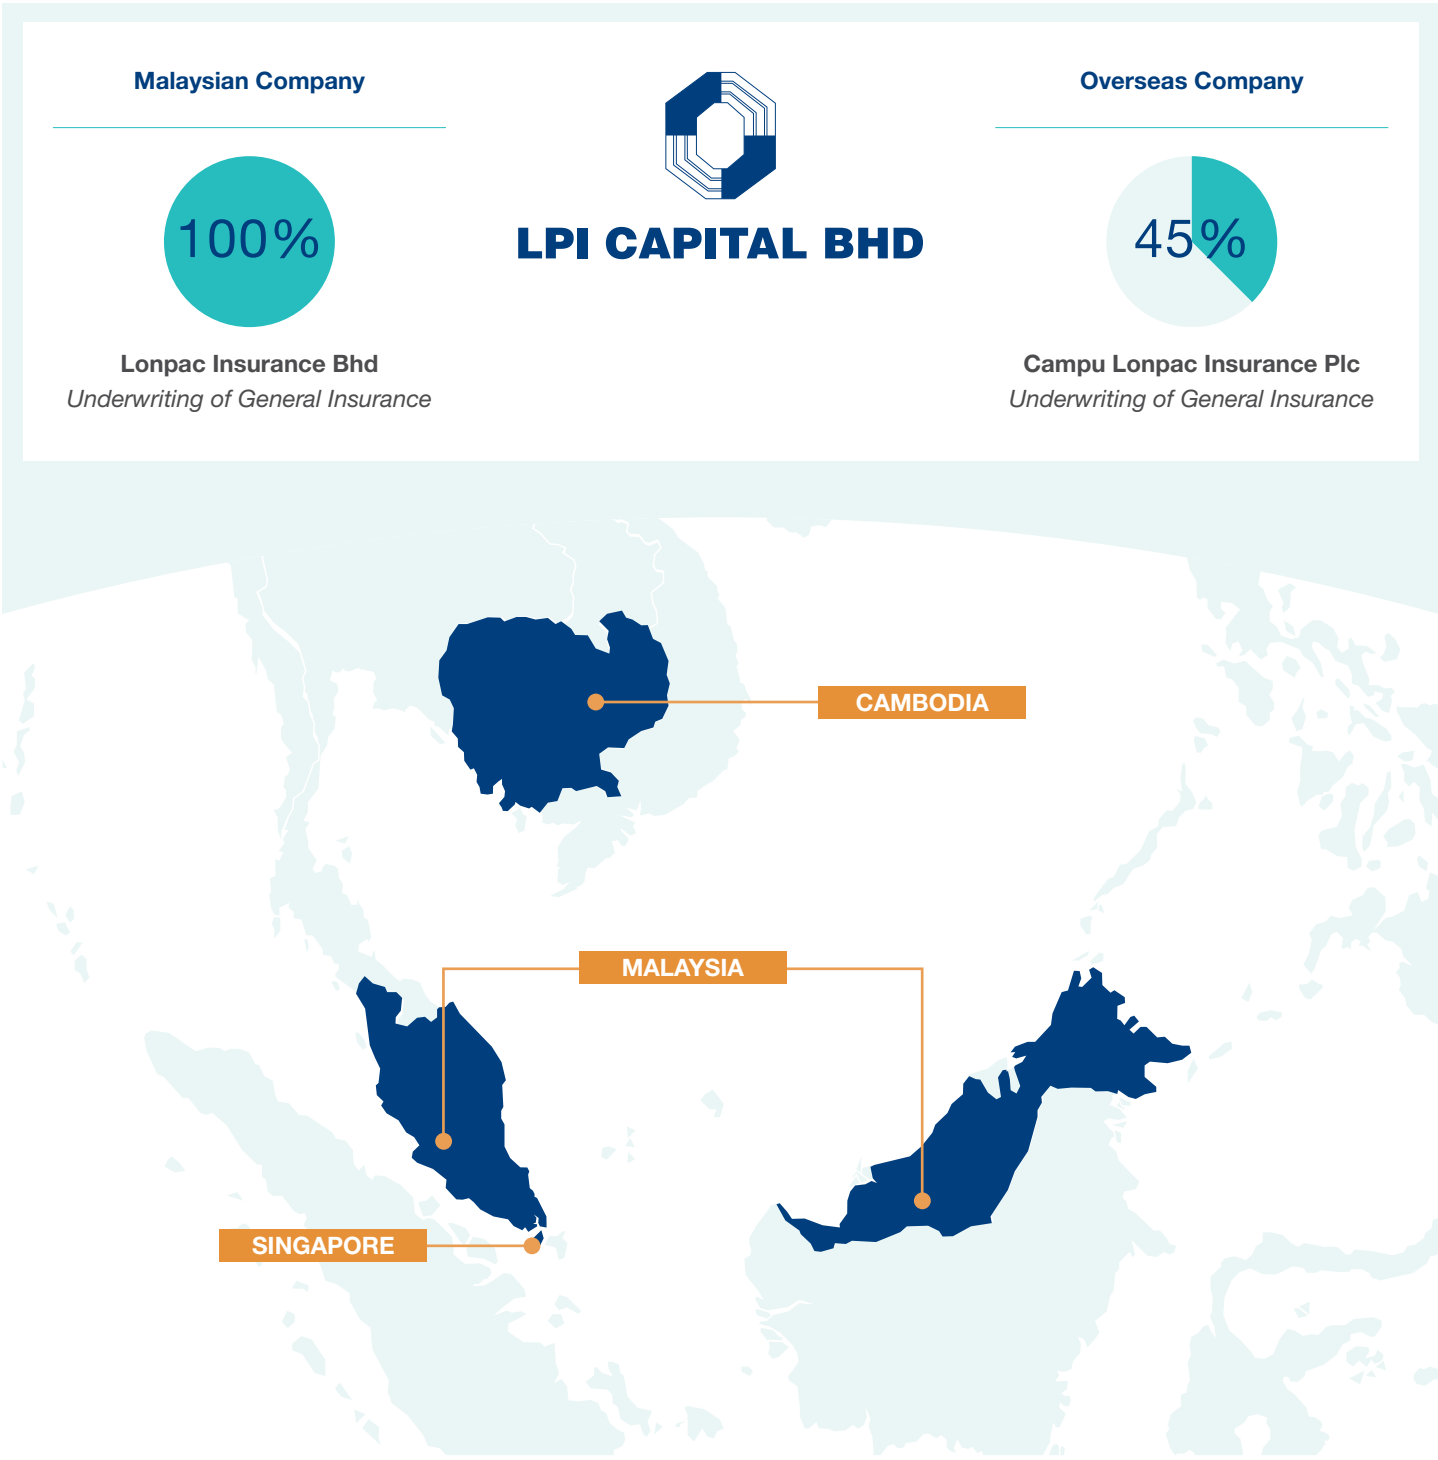 Malaysian Company
100%
Lonpac Insurance Bhd
Underwriting of General Insurance
LPI CAPITAL BHD
Overseas Company
45%
Campu Lonpac Insurance Plc
Underwriting of General Insurance
CAMBODIA
MALAYSIA
SINGAPORE